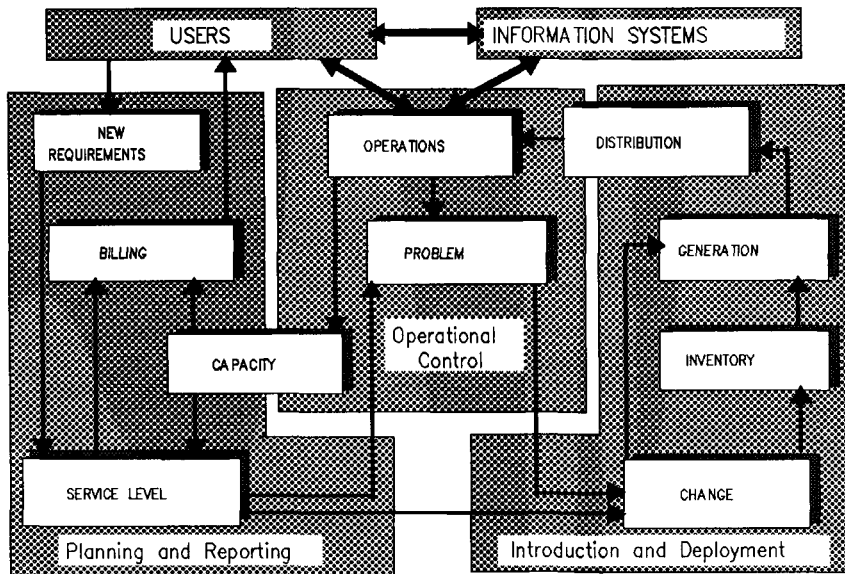 USERS
INFORMATION SYSTEMS
NEW
REQUIREMENTS
OPERATIONS
DISTRIBUTION
BILLING
PROBLEM
GENERATION
CAPACITY
Operational
Control
INVENTORY
SERVICE LEVEL
CHANGE
Planning and Reporting
Introduction and Deployment